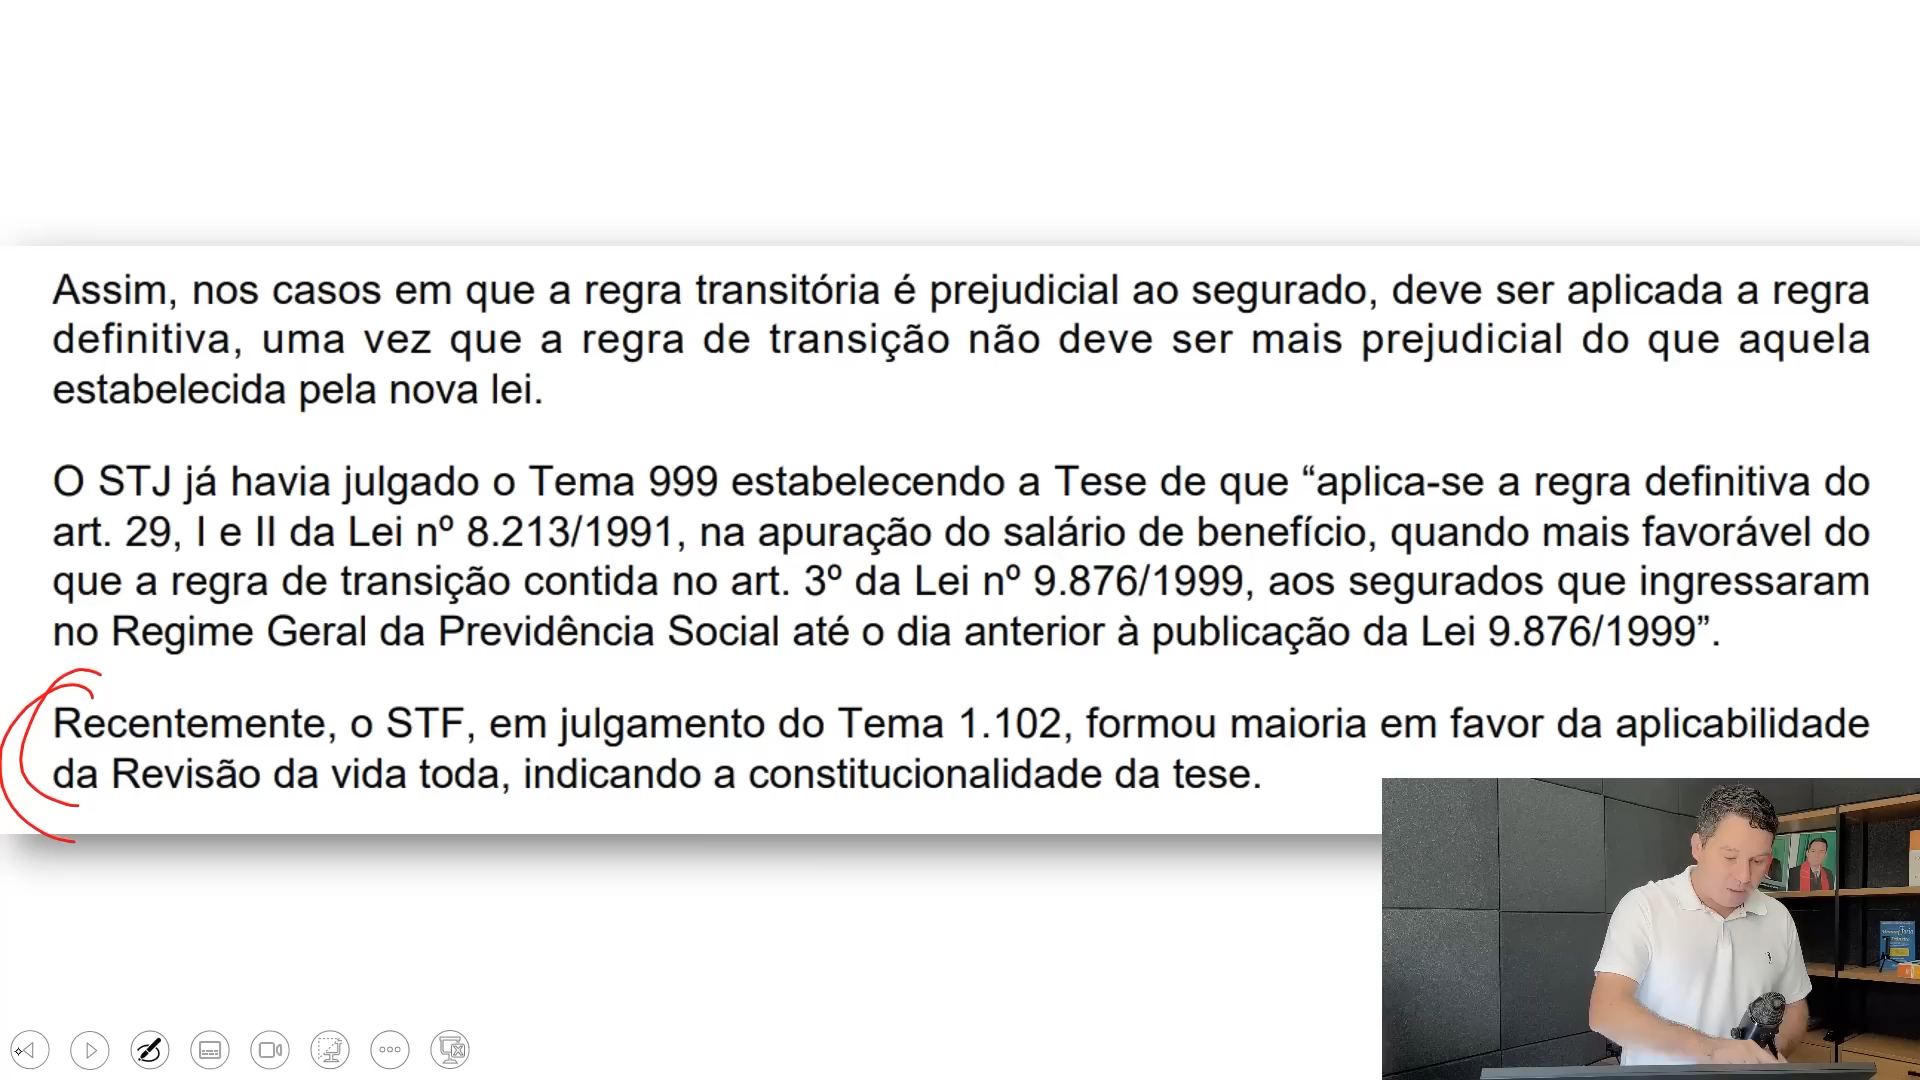 Assim, nos casos em que a regra transitória é prejudicial ao segurado, deve ser aplicada a regra
definitiva, uma vez que a regra de transição não deve ser mais prejudicial do que aquela
estabelecida pela nova lei.
O STJ já havia julgado o Tema 999 estabelecendo a Tese de que “aplica-se a regra definitiva do
art. 29, I e II da Lei nº 8.213/1991, na apuração do salário de benefício, quando mais favorável do
que a regra de transição contida no art. 3º da Lei nº 9.876/1999, aos segurados que ingressaram
no Regime Geral da Previdência Social até o dia anterior à publicação da Lei 9.876/1999”.
Recentemente, o STF, em julgamento do Tema 1.102, formou maioria em favor da aplicabilidade
da Revisão da vida toda, indicando a constitucionalidade da tese.